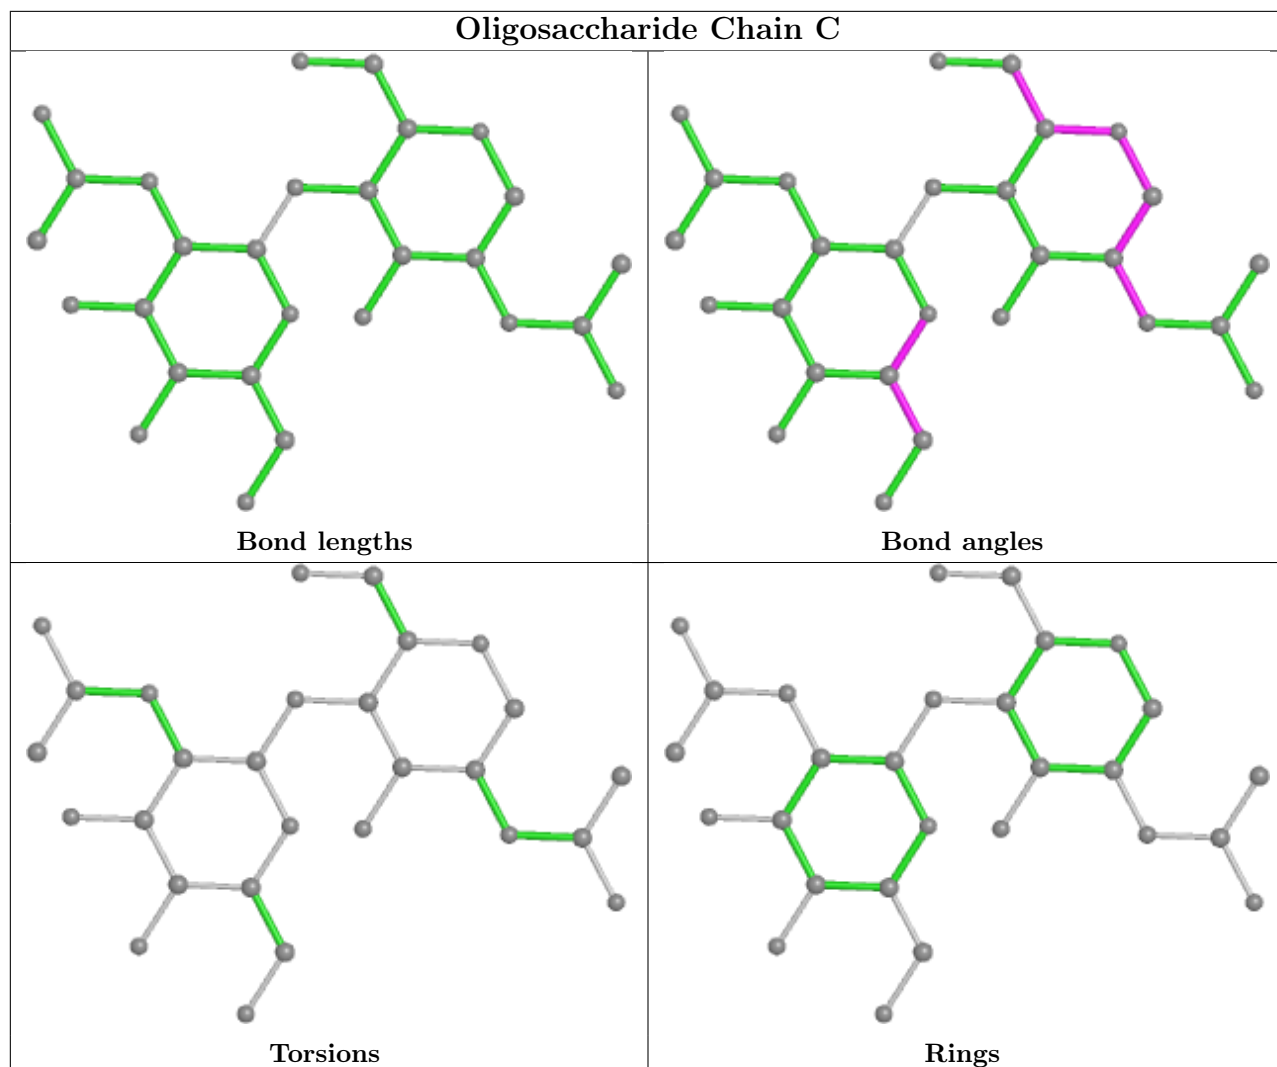 Oligosaccharide Chain C
Bond lengths
Bond angles
Torsions
Rings